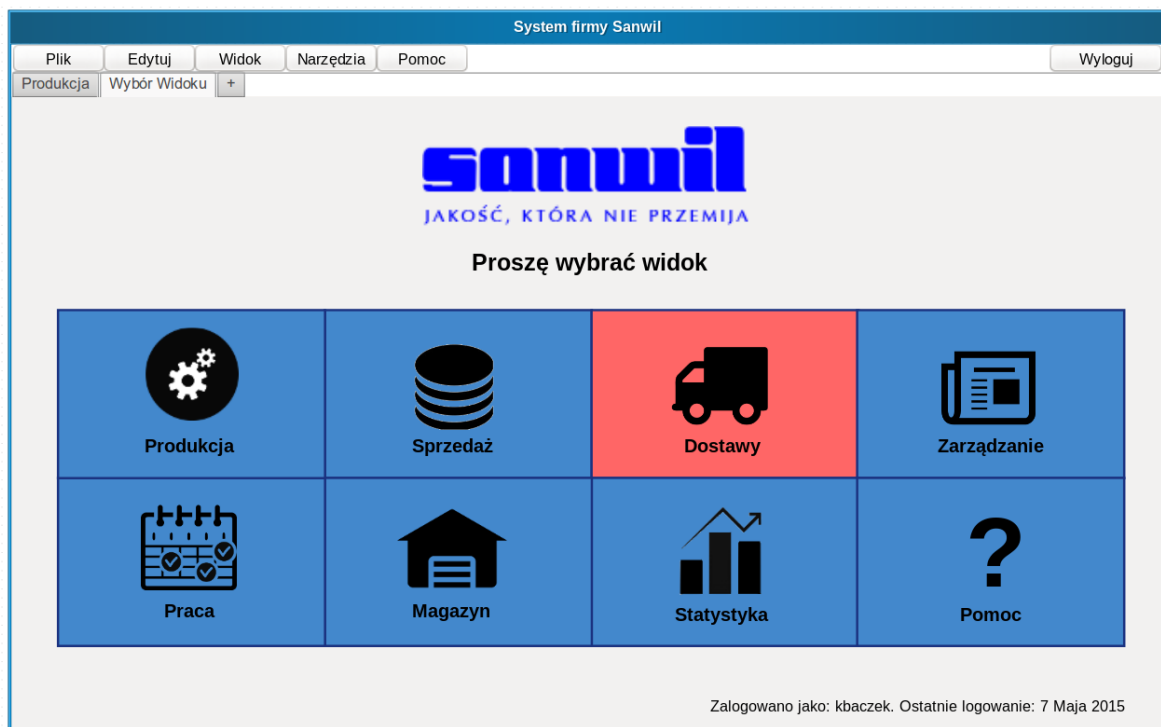 System firmy Sanwil
Plik Edytuj Widok Narzędzia Pomoc Wyloguj
Produkcja Wybór Widoku +
sanwil
JAKOŚĆ, KTÓRA NIE PRZEMIJA
Proszę wybrać widok
Produkcja Sprzedaż Dostawy Zarządzanie
?
Praca Magazyn Statystyka Pomoc
Zalogowano jako: kbaczek. Ostatnie logowanie: 7 Maja 2015